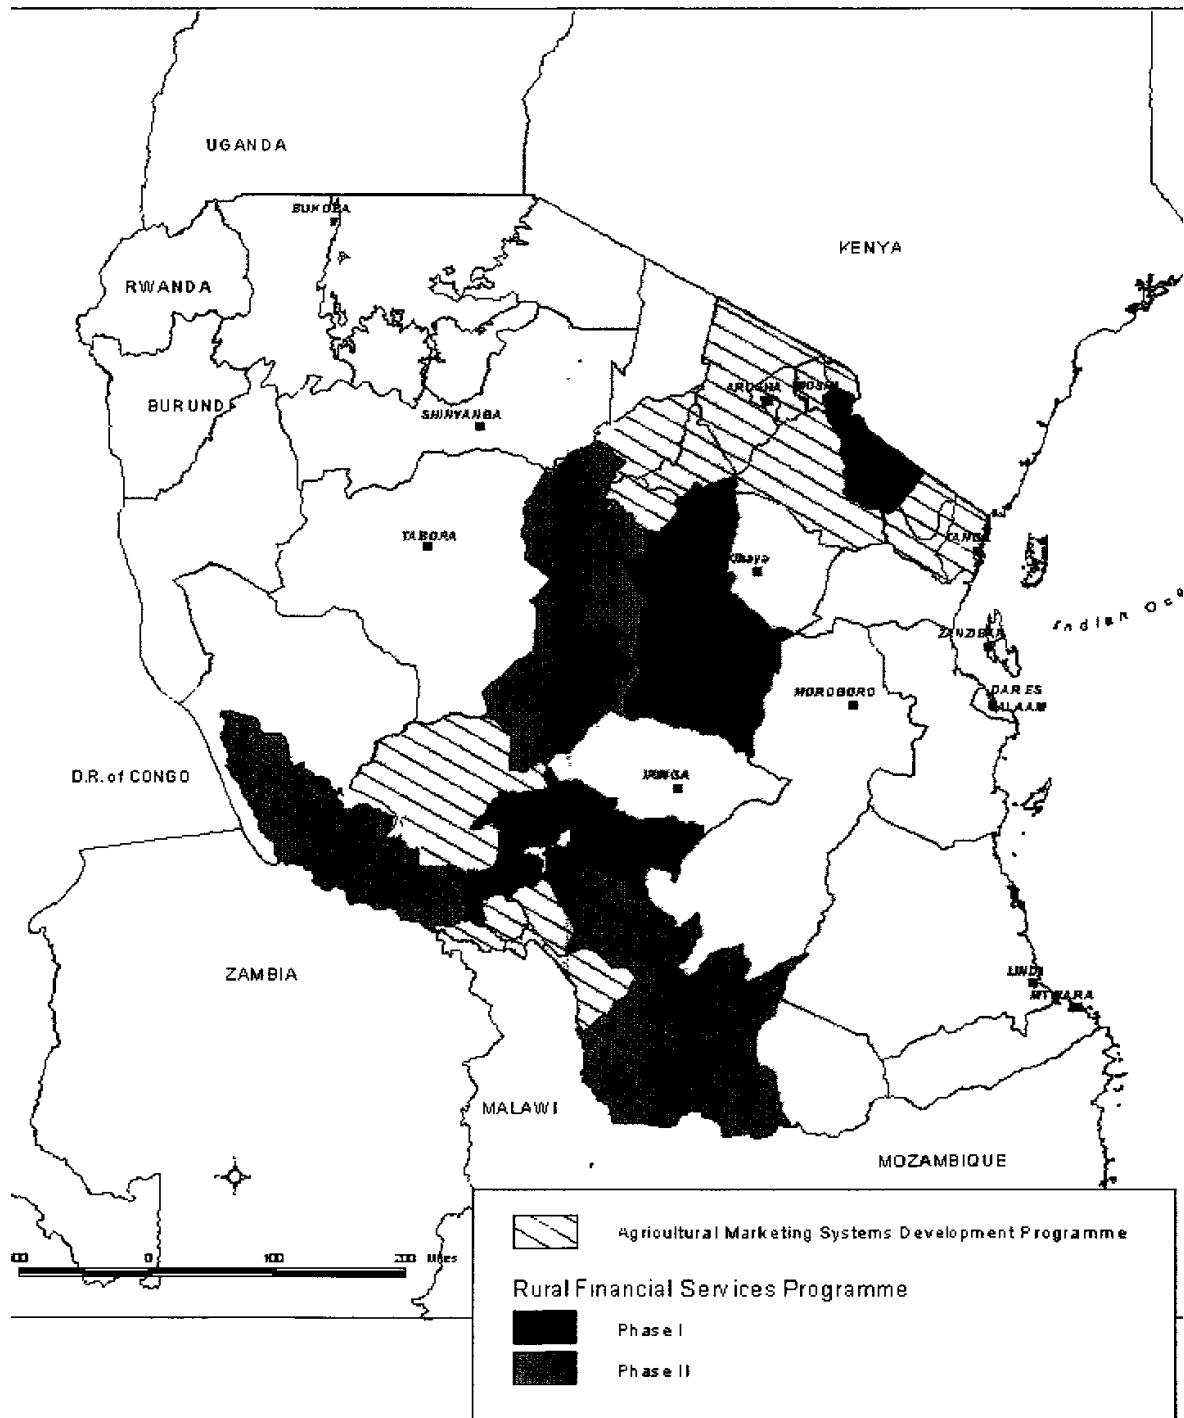 UGANDA
BUKOBA
KENYA
RWANDA
ARUSHA
MOSHI
BURUNDI
SHINYANGA
TABORA
TANGA
Kibaya
Indian Oce
ZANZIBAR
MOROGORO
DAR ES
SALAAM
D.R. of CONGO
IRINGA
ZAMBIA
LINDI
MTWARA
MALAWI
MOZAMBIQUE
Agricultural Marketing Systems Development Programme
0 100 200 Miles
Rural Financial Services Programme
Phase I
Phase II